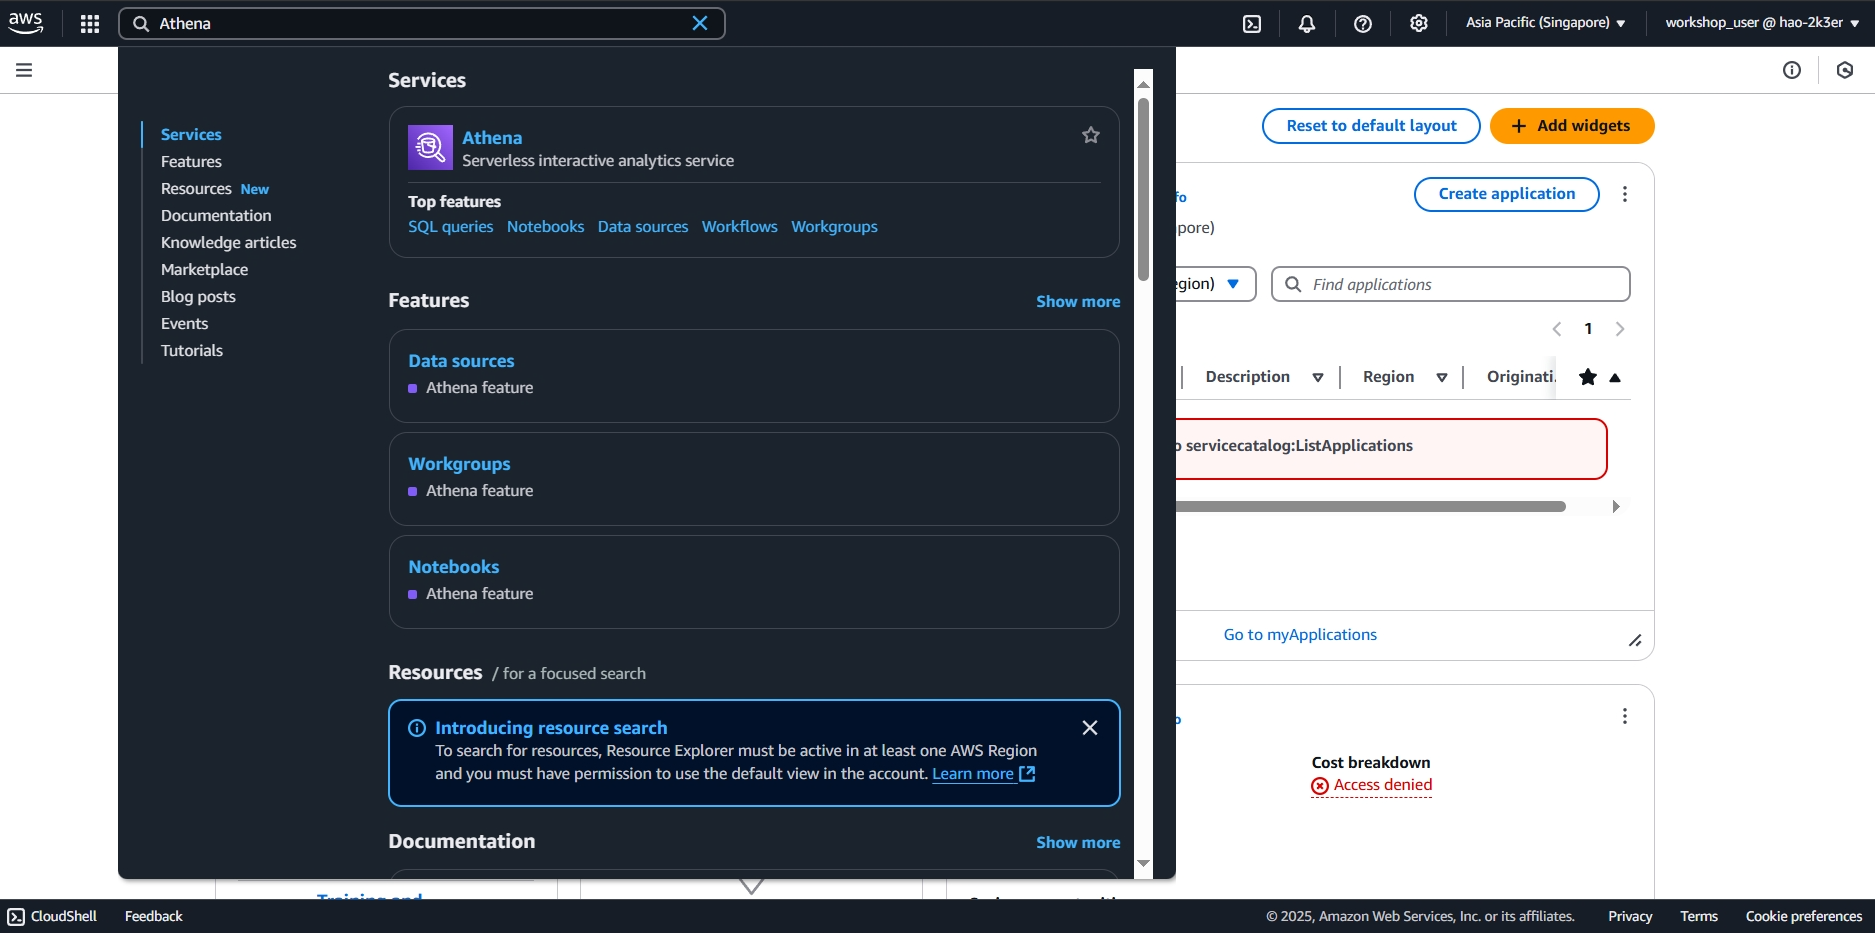 aws
Athena
Asia Pacific (Singapore)
workshop_user @ hao-2k3er
Services
Features
Resources New
Documentation
Knowledge articles
Marketplace
Blog posts
Events
Tutorials
Services
Athena
Serverless interactive analytics service
Top features
SQL queries Notebooks Data sources Workflows Workgroups
Features
Show more
Data sources
Athena feature
Workgroups
Athena feature
Notebooks
Athena feature
Resources / for a focused search
Introducing resource search
To search for resources, Resource Explorer must be active in at least one AWS Region
and you must have permission to use the default view in the account. Learn more
Documentation
Show more
Reset to default layout
+ Add widgets
fo
Create application
pore)
egion)
Find applications
1
Description
Region
Originati.
o servicecatalog:ListApplications
Go to myApplications
o
Cost breakdown
Access denied
Training and
CloudShell
Feedback
© 2025, Amazon Web Services, Inc. or its affiliates.
Privacy
Terms
Cookie preferences